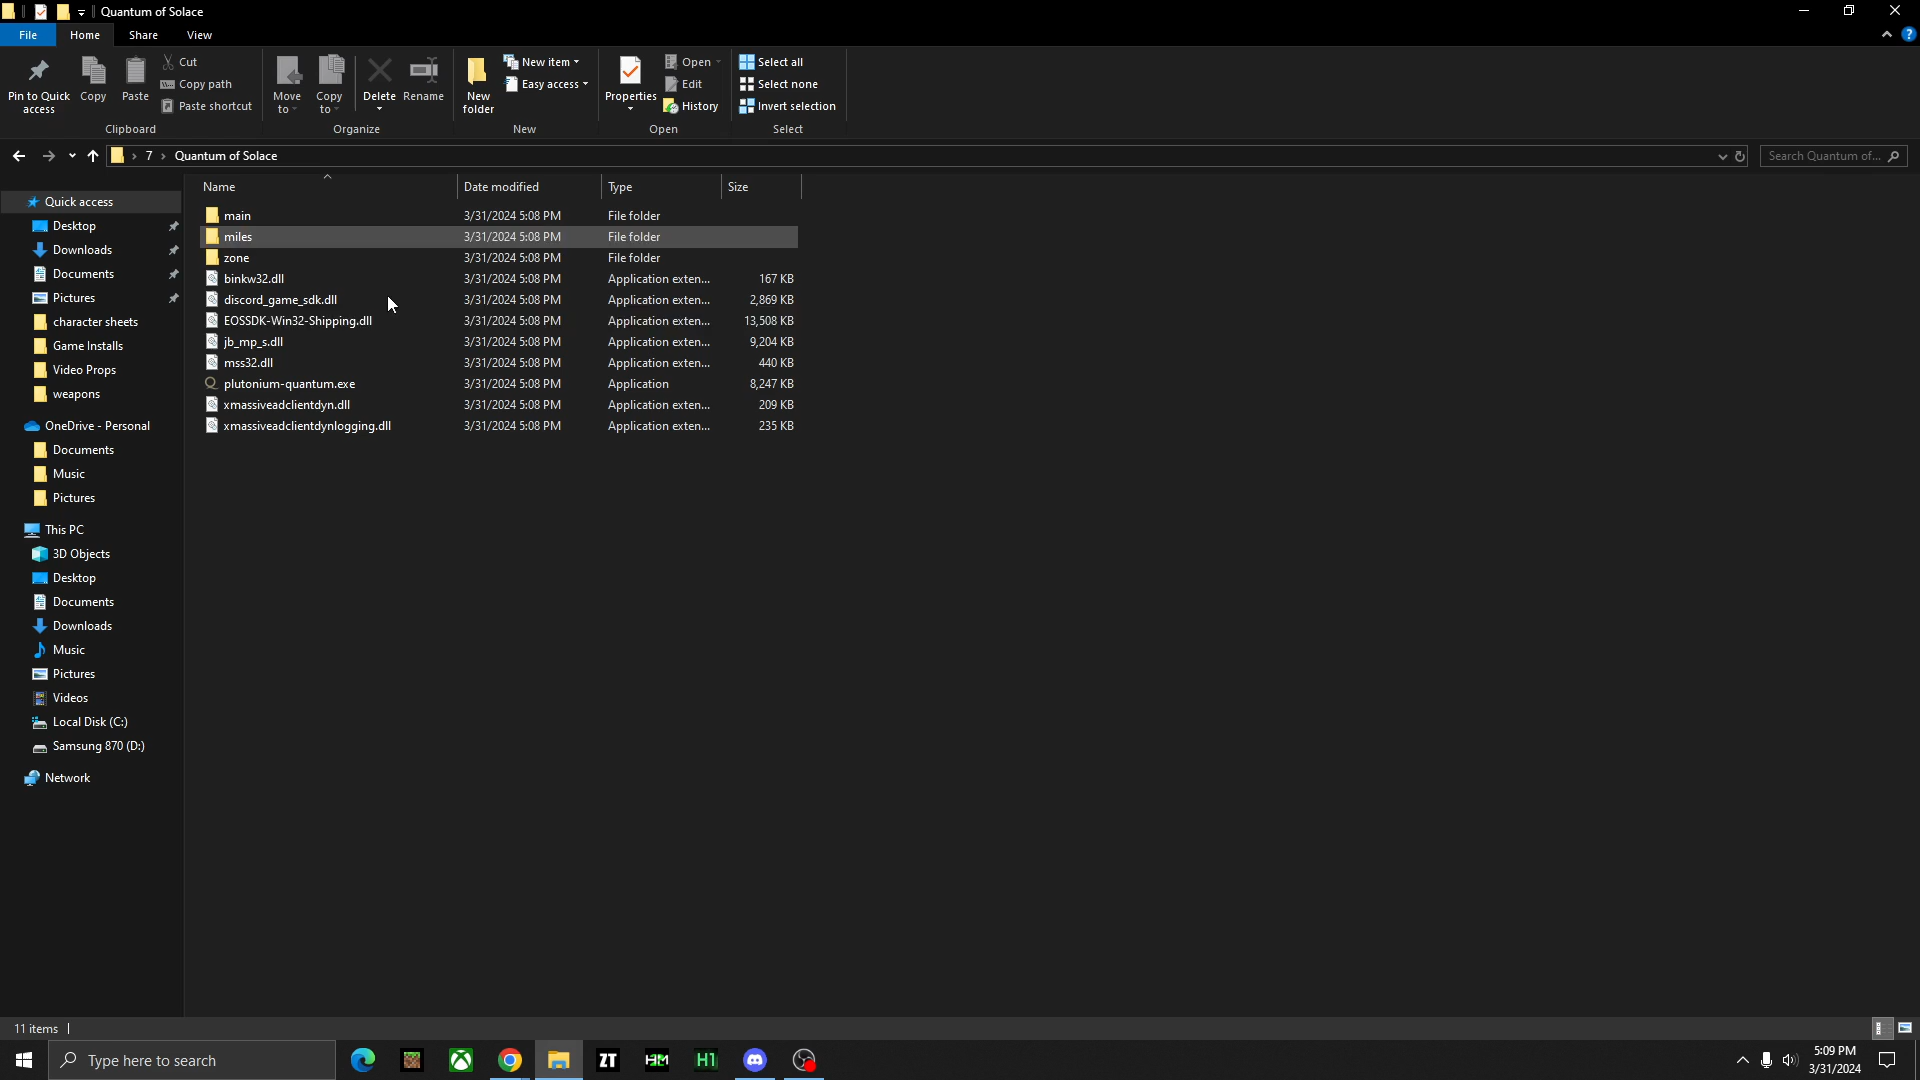 Quantum of Solace
File Home Share View
Pin to Quick access
Copy
Paste
Cut
Copy path
Paste shortcut
Clipboard
Move to
Copy to
Delete
Rename
Organize
New folder
New item
Easy access
New
Properties
Open
Edit
History
Open
Select all
Select none
Invert selection
Select
7 Quantum of Solace
Search Quantum of...
Name Date modified Type Size
main 3/31/2024 5:08 PM File folder
miles 3/31/2024 5:08 PM File folder
zone 3/31/2024 5:08 PM File folder
binkw32.dll 3/31/2024 5:08 PM Application exten... 167 KB
discord_game_sdk.dll 3/31/2024 5:08 PM Application exten... 2,869 KB
EOSSDK-Win32-Shipping.dll 3/31/2024 5:08 PM Application exten... 13,508 KB
jb_mp_s.dll 3/31/2024 5:08 PM Application exten... 9,204 KB
mss32.dll 3/31/2024 5:08 PM Application exten... 440 KB
plutonium-quantum.exe 3/31/2024 5:08 PM Application 8,247 KB
xmassiveadclientdyn.dll 3/31/2024 5:08 PM Application exten... 209 KB
xmassiveadclientdynlogging.dll 3/31/2024 5:08 PM Application exten... 235 KB
Quick access
Desktop
Downloads
Documents
Pictures
character sheets
Game Installs
Video Props
weapons
OneDrive - Personal
Documents
Music
Pictures
This PC
3D Objects
Desktop
Documents
Downloads
Music
Pictures
Videos
Local Disk (C:)
Samsung 870 (D:)
Network
11 items
Type here to search
ZT
H2M
H1
5:09 PM
3/31/2024